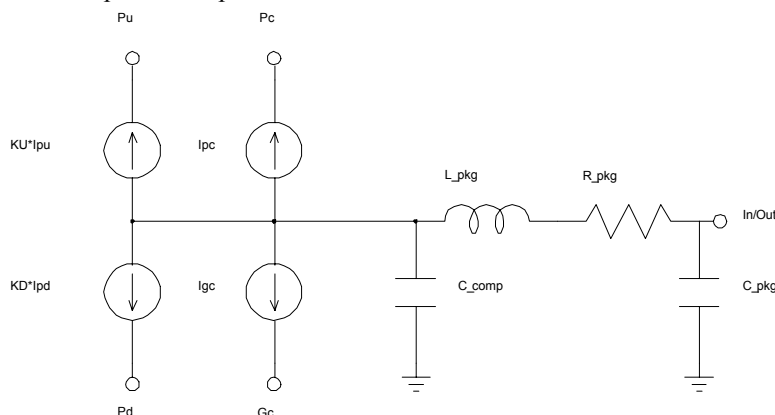 Pu
Pc
KU*Ipu
Ipc
L_pkg
R_pkg
In/Out
KD*Ipd
Igc
C_comp
C_pkg
Pd
Gc